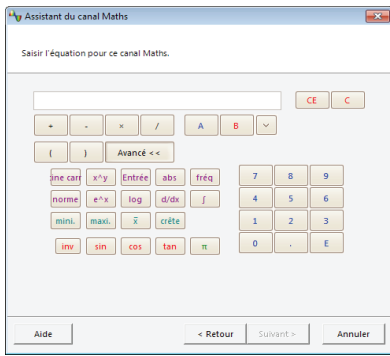 Assistant du canal Maths
Saisir l'équation pour ce canal Maths.
CE C
+ - × / A B
( ) Avancé <<
ine carr x^y Entrée abs fréq 7 8 9
norme e^x log d/dx ∫ 4 5 6
mini. maxi. x̄ crête 1 2 3
inv sin cos tan π 0 . E
Aide < Retour Suivant > Annuler